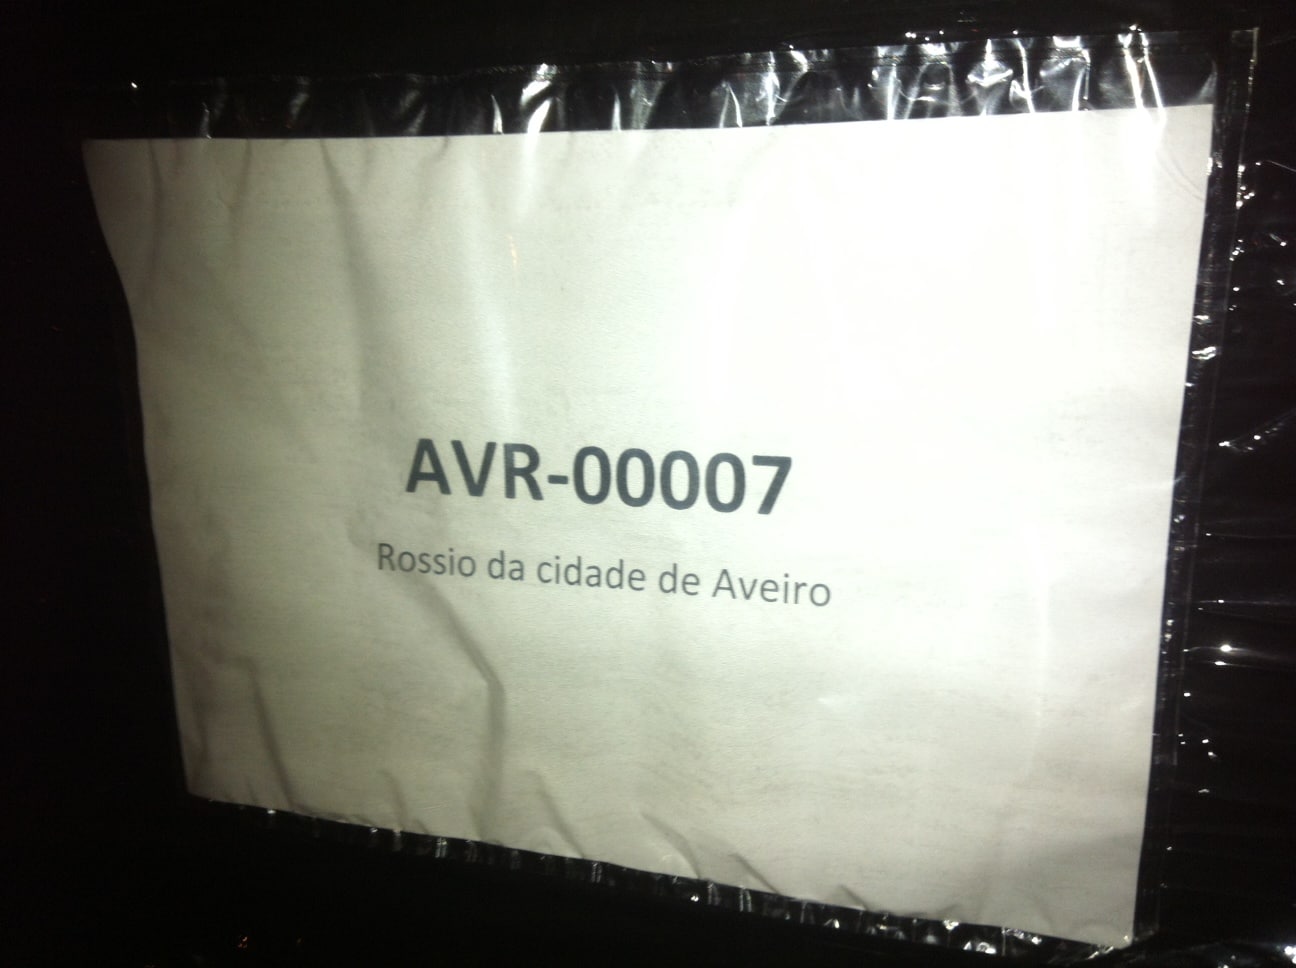 AVR-00007
Rossio da cidade de Aveiro